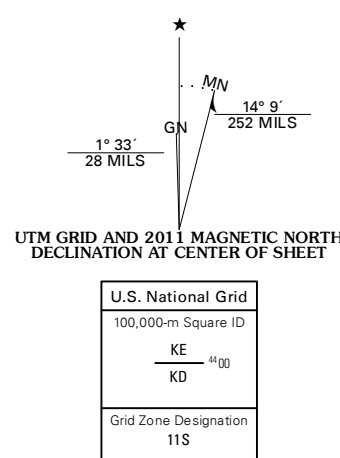 ★
MN
GN
1° 33´
28 MILS
14° 9´
252 MILS
UTM GRID AND 2011 MAGNETIC NORTH
DECLINATION AT CENTER OF SHEET
U.S. National Grid
100,000-m Square ID
KE
KD
4400
Grid Zone Designation
11S